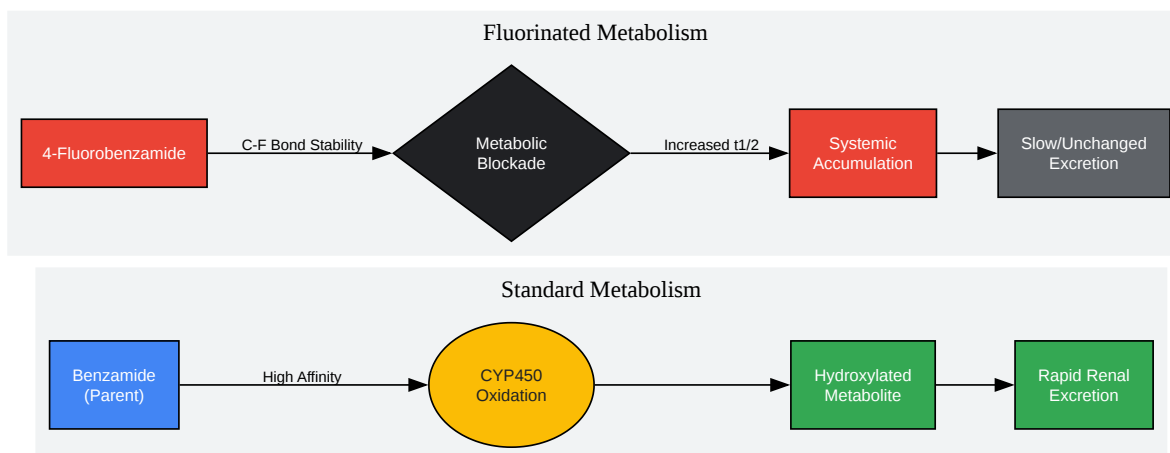 Fluorinated Metabolism
4-Fluorobenzamide
C-F Bond Stability
Metabolic
Blockade
Increased t1/2
Systemic
Accumulation
Slow/Unchanged
Excretion
Standard Metabolism
Benzamide
(Parent)
High Affinity
CYP450
Oxidation
Hydroxylated
Metabolite
Rapid Renal
Excretion